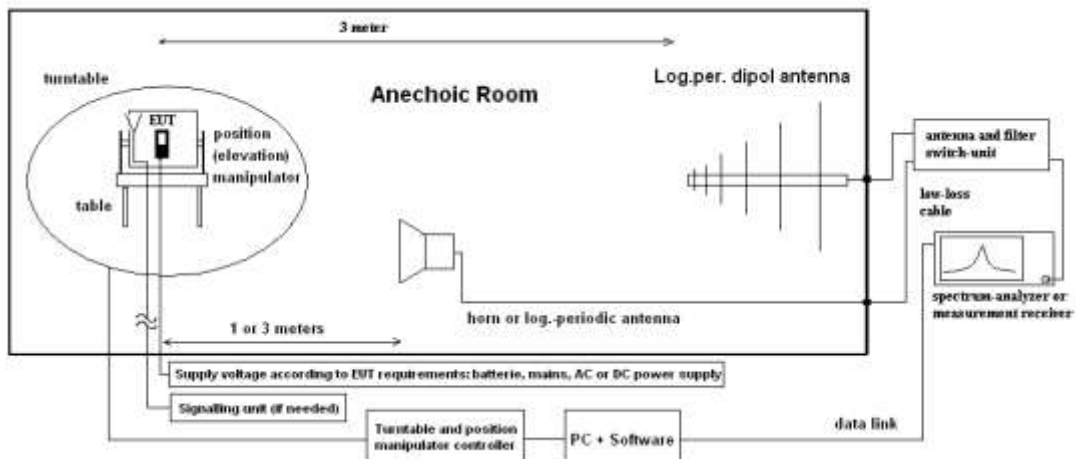 3 meter
turntable
Log.per. dipol antenna
Anechoic Room
EUT
position
(elevation)
manipulator
antenna and filter
switch-unit
table
low-loss
cable
spectrum-analyzer or
measurement receiver
horn or log.-periodic antenna
1 or 3 meters
Supply voltage according to EUT requirements: batterie, mains, AC or DC power supply
Signalling unit (if needed)
Turntable and position
manipulator controller
PC + Software
data link